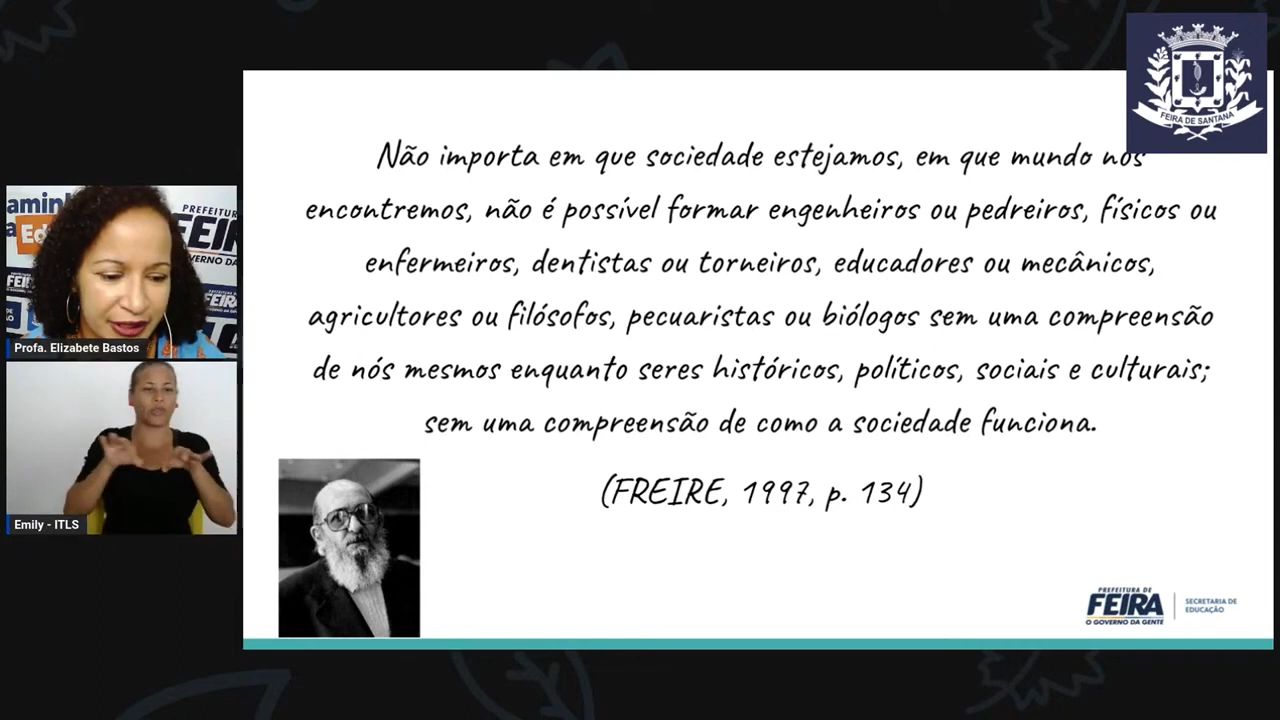 FEIRA DE SANTANA
Não importa em que sociedade estejamos, em que mundo nos
encontremos, não é possível formar engenheiros ou pedreiros, físicos ou
enfermeiros, dentistas ou torneiros, educadores ou mecânicos,
agricultores ou filósofos, pecuaristas ou biólogos sem uma compreensão
de nós mesmos enquanto seres históricos, políticos, sociais e culturais;
sem uma compreensão de como a sociedade funciona.
(FREIRE, 1997, p. 134)
PREFEITURA DE
FEIRA
O GOVERNO DA GENTE
SECRETARIA DE
EDUCAÇÃO
Profa. Elizabete Bastos
Emily - ITLS